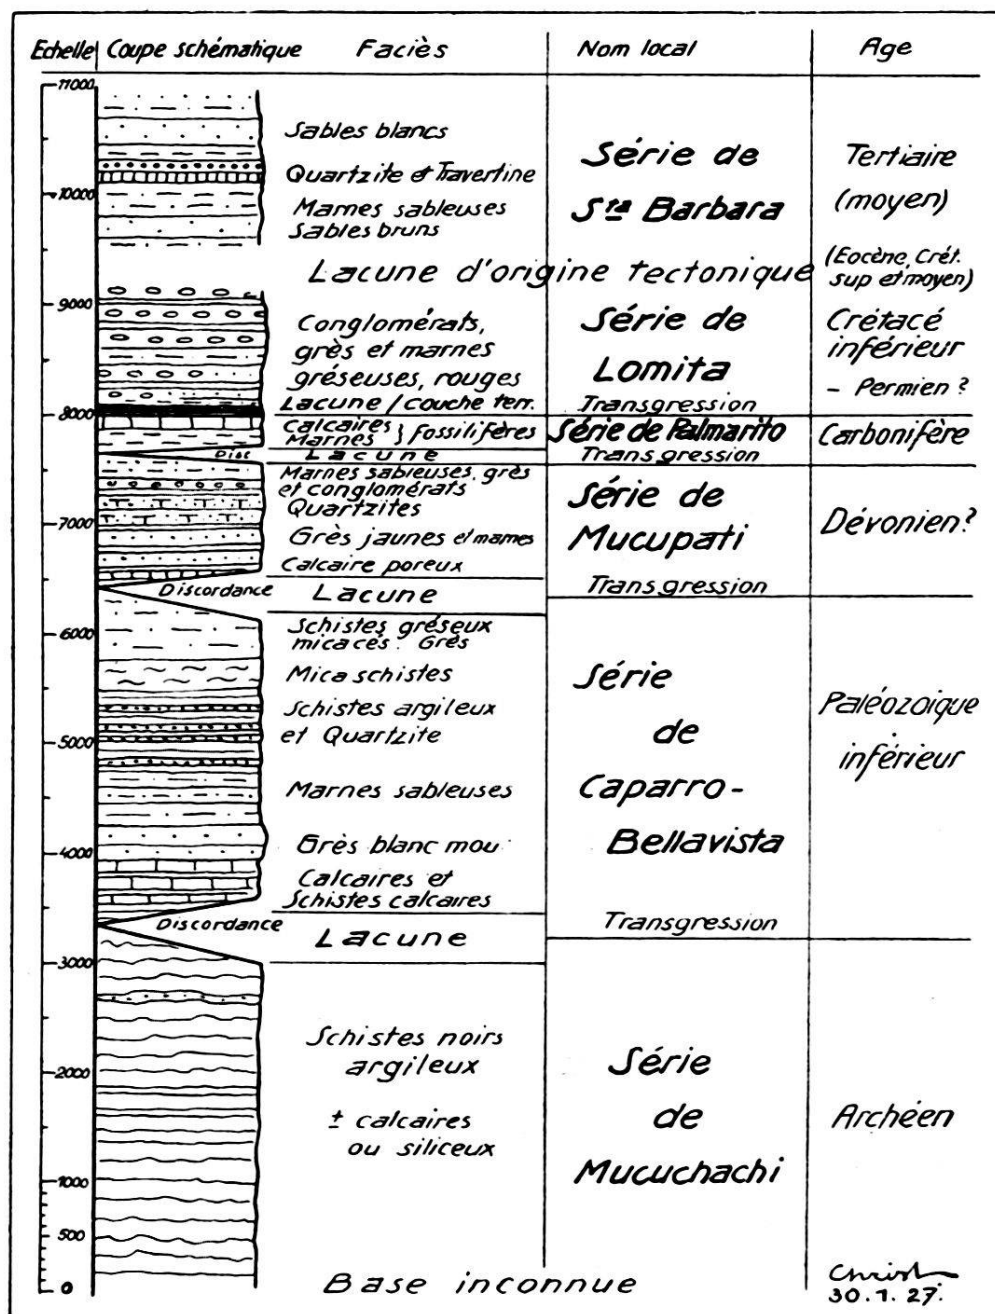 Echelle Coupe schématique Faciès Nom local Age
11000
Sables blancs
Quartzite et Travertine
10000
Marnes sableuses
Sables bruns
Série de
Sta Barbara
Tertiaire
(moyen)
Lacune d'origine tectonique
(Eocène, Crét.
sup et moyen)
9000
Conglomérats,
grès et marnes
gréseuses, rouges
Série de
Lomita
Crétacé
inférieur
- Permien ?
8000
Lacune / couche terr.
Transgression
Calcaires
Marnes } fossilifères
Série de Palmarito
Carbonifère
Disc
Lacune
Transgression
Marnes sableuses, grès
et conglomérats
Quartzites
7000
Grès jaunes et marnes
Calcaire poreux
Série de
Mucupati
Dévonien?
Discordance
Lacune
Transgression
6000
Schistes gréseux
micacés. Grès
Mica schistes
Schistes argileux
et Quartzite
5000
Marnes sableuses
4000
Grès blanc mou
Calcaires et
Schistes calcaires
Série
de
Caparro-
Bellavista
Paléozoique
inférieur
Discordance
Lacune
Transgression
3000
Schistes noirs
argileux
2000
± calcaires
ou siliceux
1000
500
0
Série
de
Mucuchachi
Archéen
Base inconnue
Christ
30.1.27.